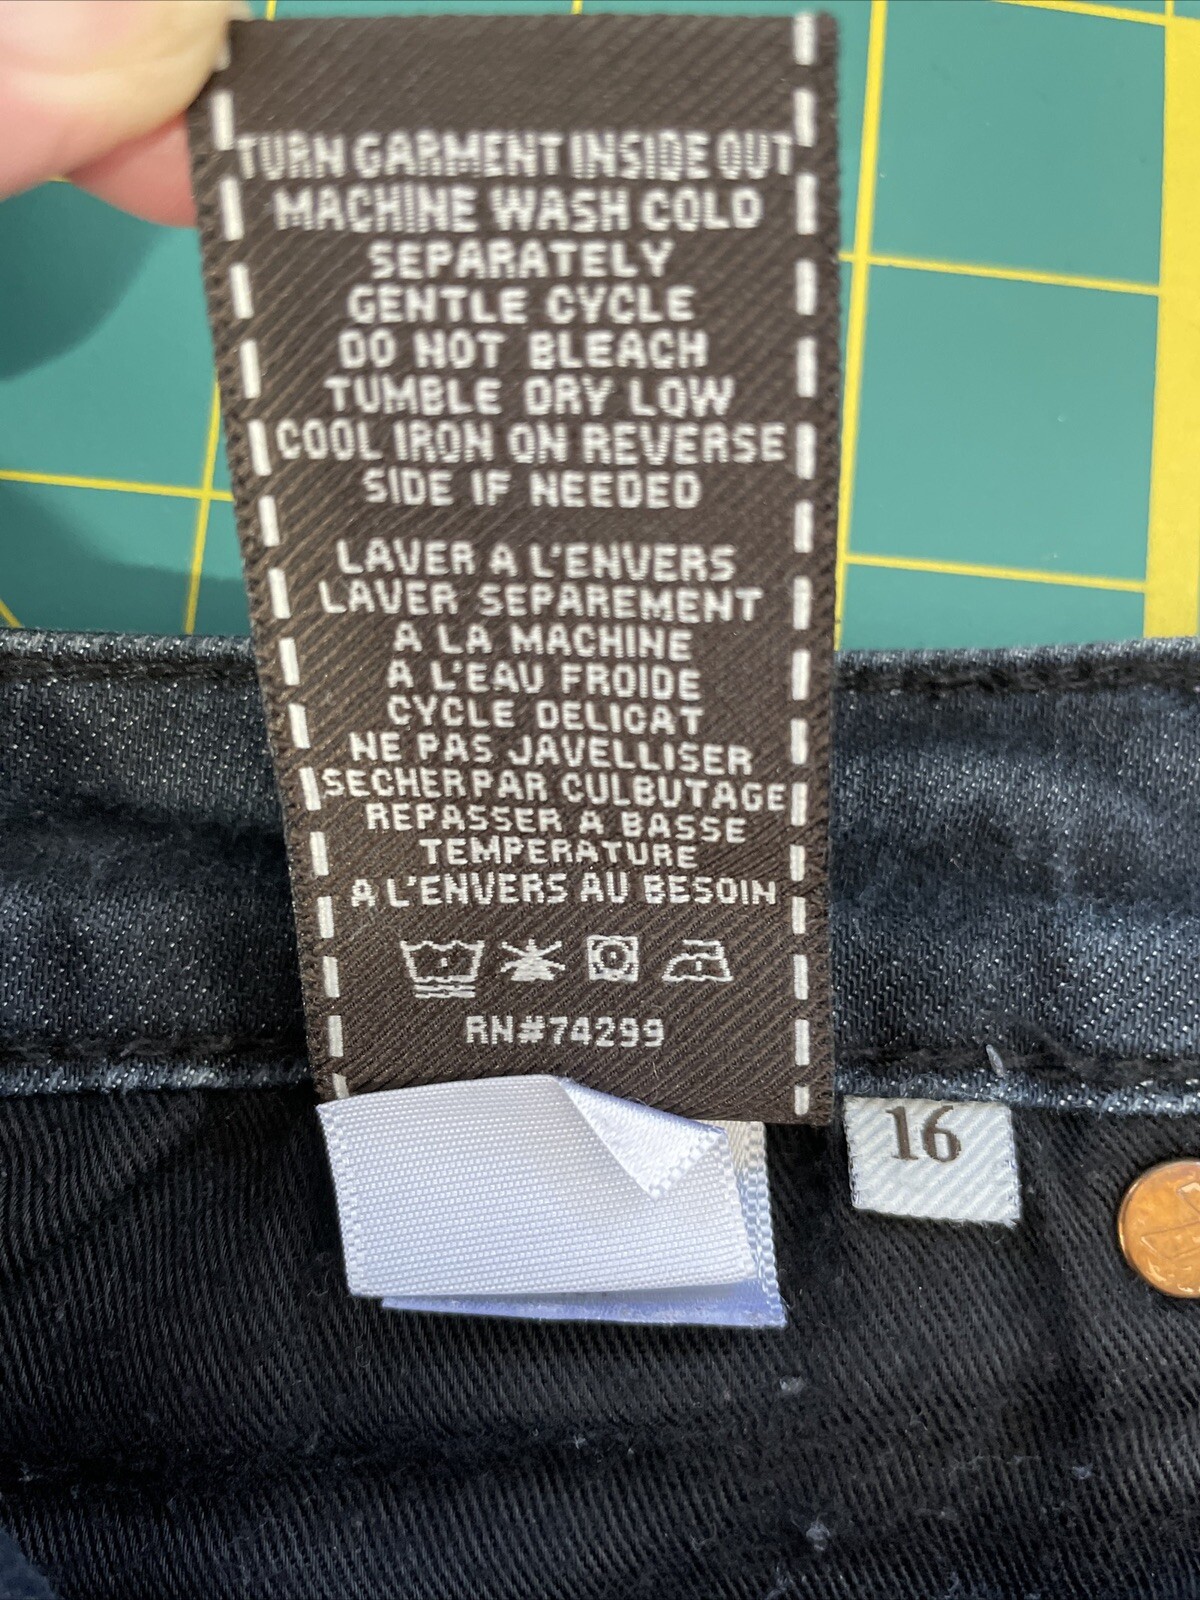 TURN GARMENT INSIDE OUT
MACHINE WASH COLD
SEPARATELY
GENTLE CYCLE
DO NOT BLEACH
TUMBLE DRY LOW
COOL IRON ON REVERSE
SIDE IF NEEDED
LAVER A L'ENVERS
LAVER SEPAREMENT
A LA MACHINE
A L'EAU FROIDE
CYCLE DELICAT
NE PAS JAVELLISER
SECHER PAR CULBUTAGE
REPASSER A BASSE
TEMPERATURE
A L'ENVERS AU BESOIN
RN#74299
16